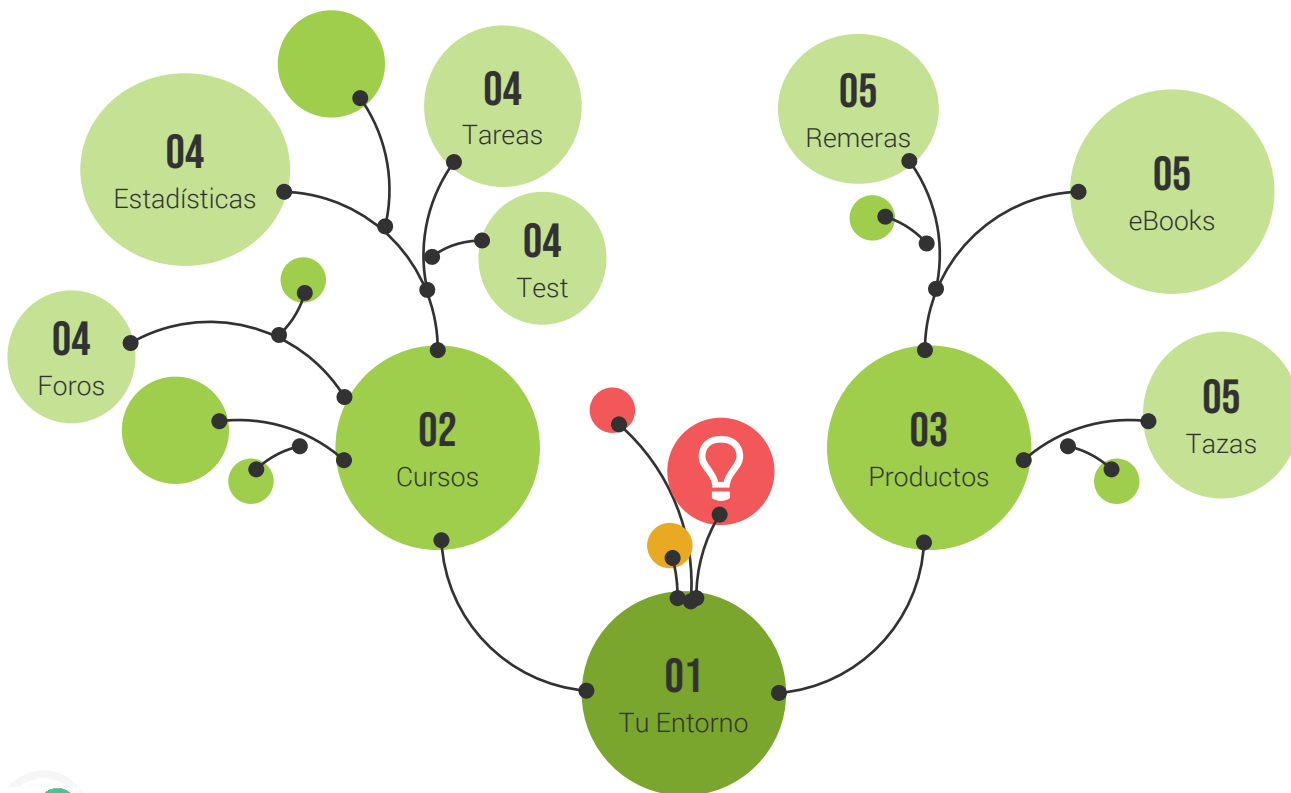 04
Estadísticas
04
Tareas
04
Test
04
Foros
02
Cursos
05
Remeras
05
eBooks
05
Tazas
03
Productos
01
Tu Entorno